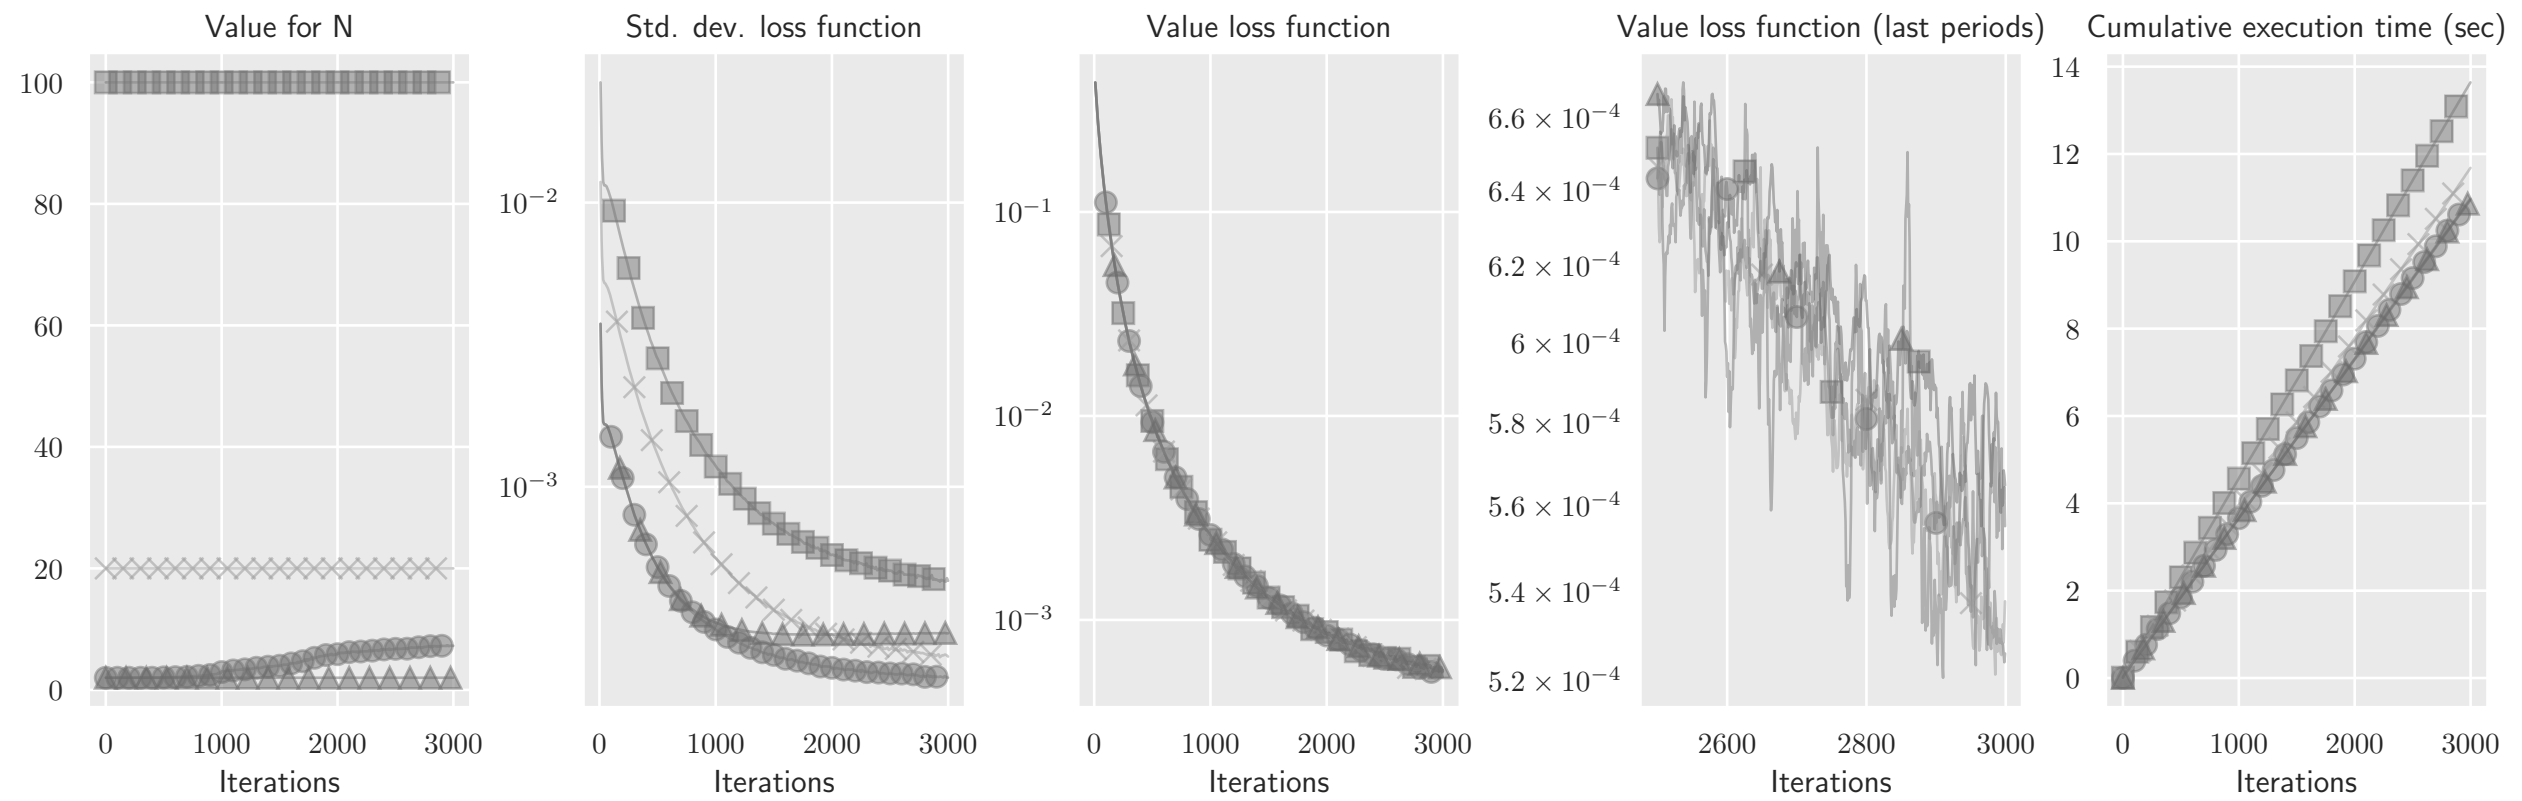 Value for N
100
80
60
40
20
0
0 1000 2000 3000
Iterations
Std. dev. loss function
10⁻²
10⁻³
0 1000 2000 3000
Iterations
Value loss function
10⁻¹
10⁻²
10⁻³
0 1000 2000 3000
Iterations
Value loss function (last periods)
6.6 × 10⁻⁴
6.4 × 10⁻⁴
6.2 × 10⁻⁴
6 × 10⁻⁴
5.8 × 10⁻⁴
5.6 × 10⁻⁴
5.4 × 10⁻⁴
5.2 × 10⁻⁴
2600 2800 3000
Iterations
Cumulative execution time (sec)
14
12
10
8
6
4
2
0
0 1000 2000 3000
Iterations